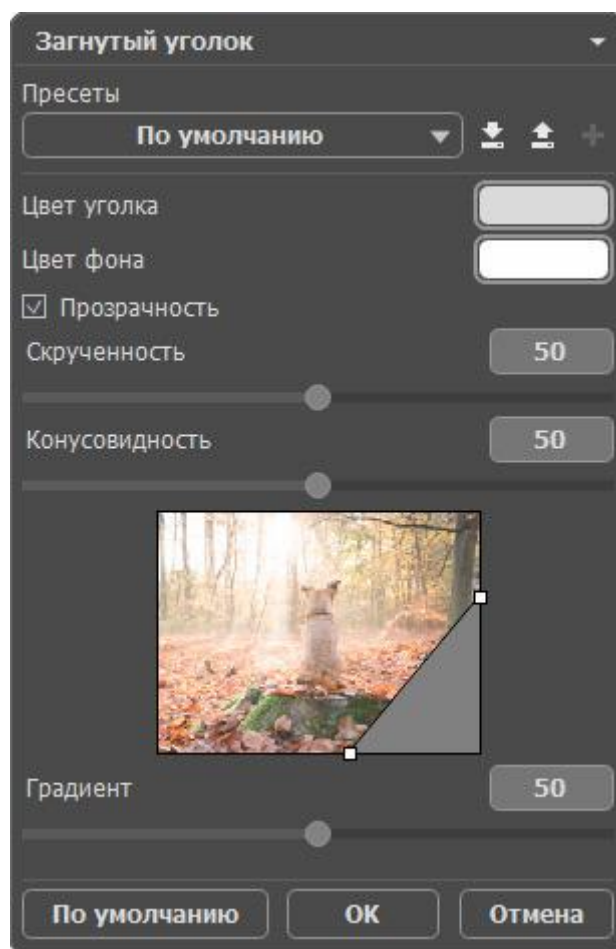 Загнутый уголок
Пресеты
По умолчанию
Цвет уголка
Цвет фона
Прозрачность
Скрученность 50
Конусовидность 50
Градиент 50
По умолчанию OK Отмена